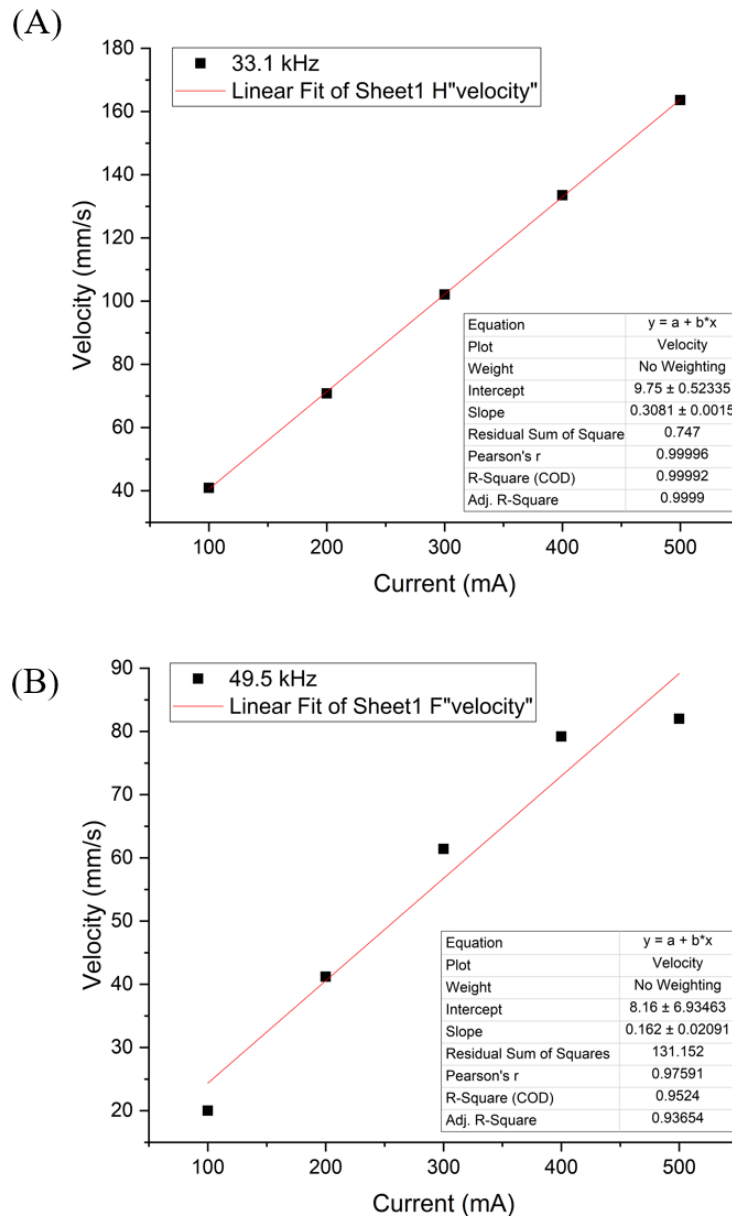 (A)
33.1 kHz
Linear Fit of Sheet1 H"velocity"
180
160
140
120
100
80
60
40
Velocity (mm/s)
Equation y = a + b*x
Plot Velocity
Weight No Weighting
Intercept 9.75 ± 0.52335
Slope 0.3081 ± 0.0015
Residual Sum of Square 0.747
Pearson's r 0.99996
R-Square (COD) 0.99992
Adj. R-Square 0.9999
100 200 300 400 500
Current (mA)
(B)
49.5 kHz
Linear Fit of Sheet1 F"velocity"
90
80
70
60
50
40
30
20
Velocity (mm/s)
Equation y = a + b*x
Plot Velocity
Weight No Weighting
Intercept 8.16 ± 6.93463
Slope 0.162 ± 0.02091
Residual Sum of Squares 131.152
Pearson's r 0.97591
R-Square (COD) 0.9524
Adj. R-Square 0.93654
100 200 300 400 500
Current (mA)